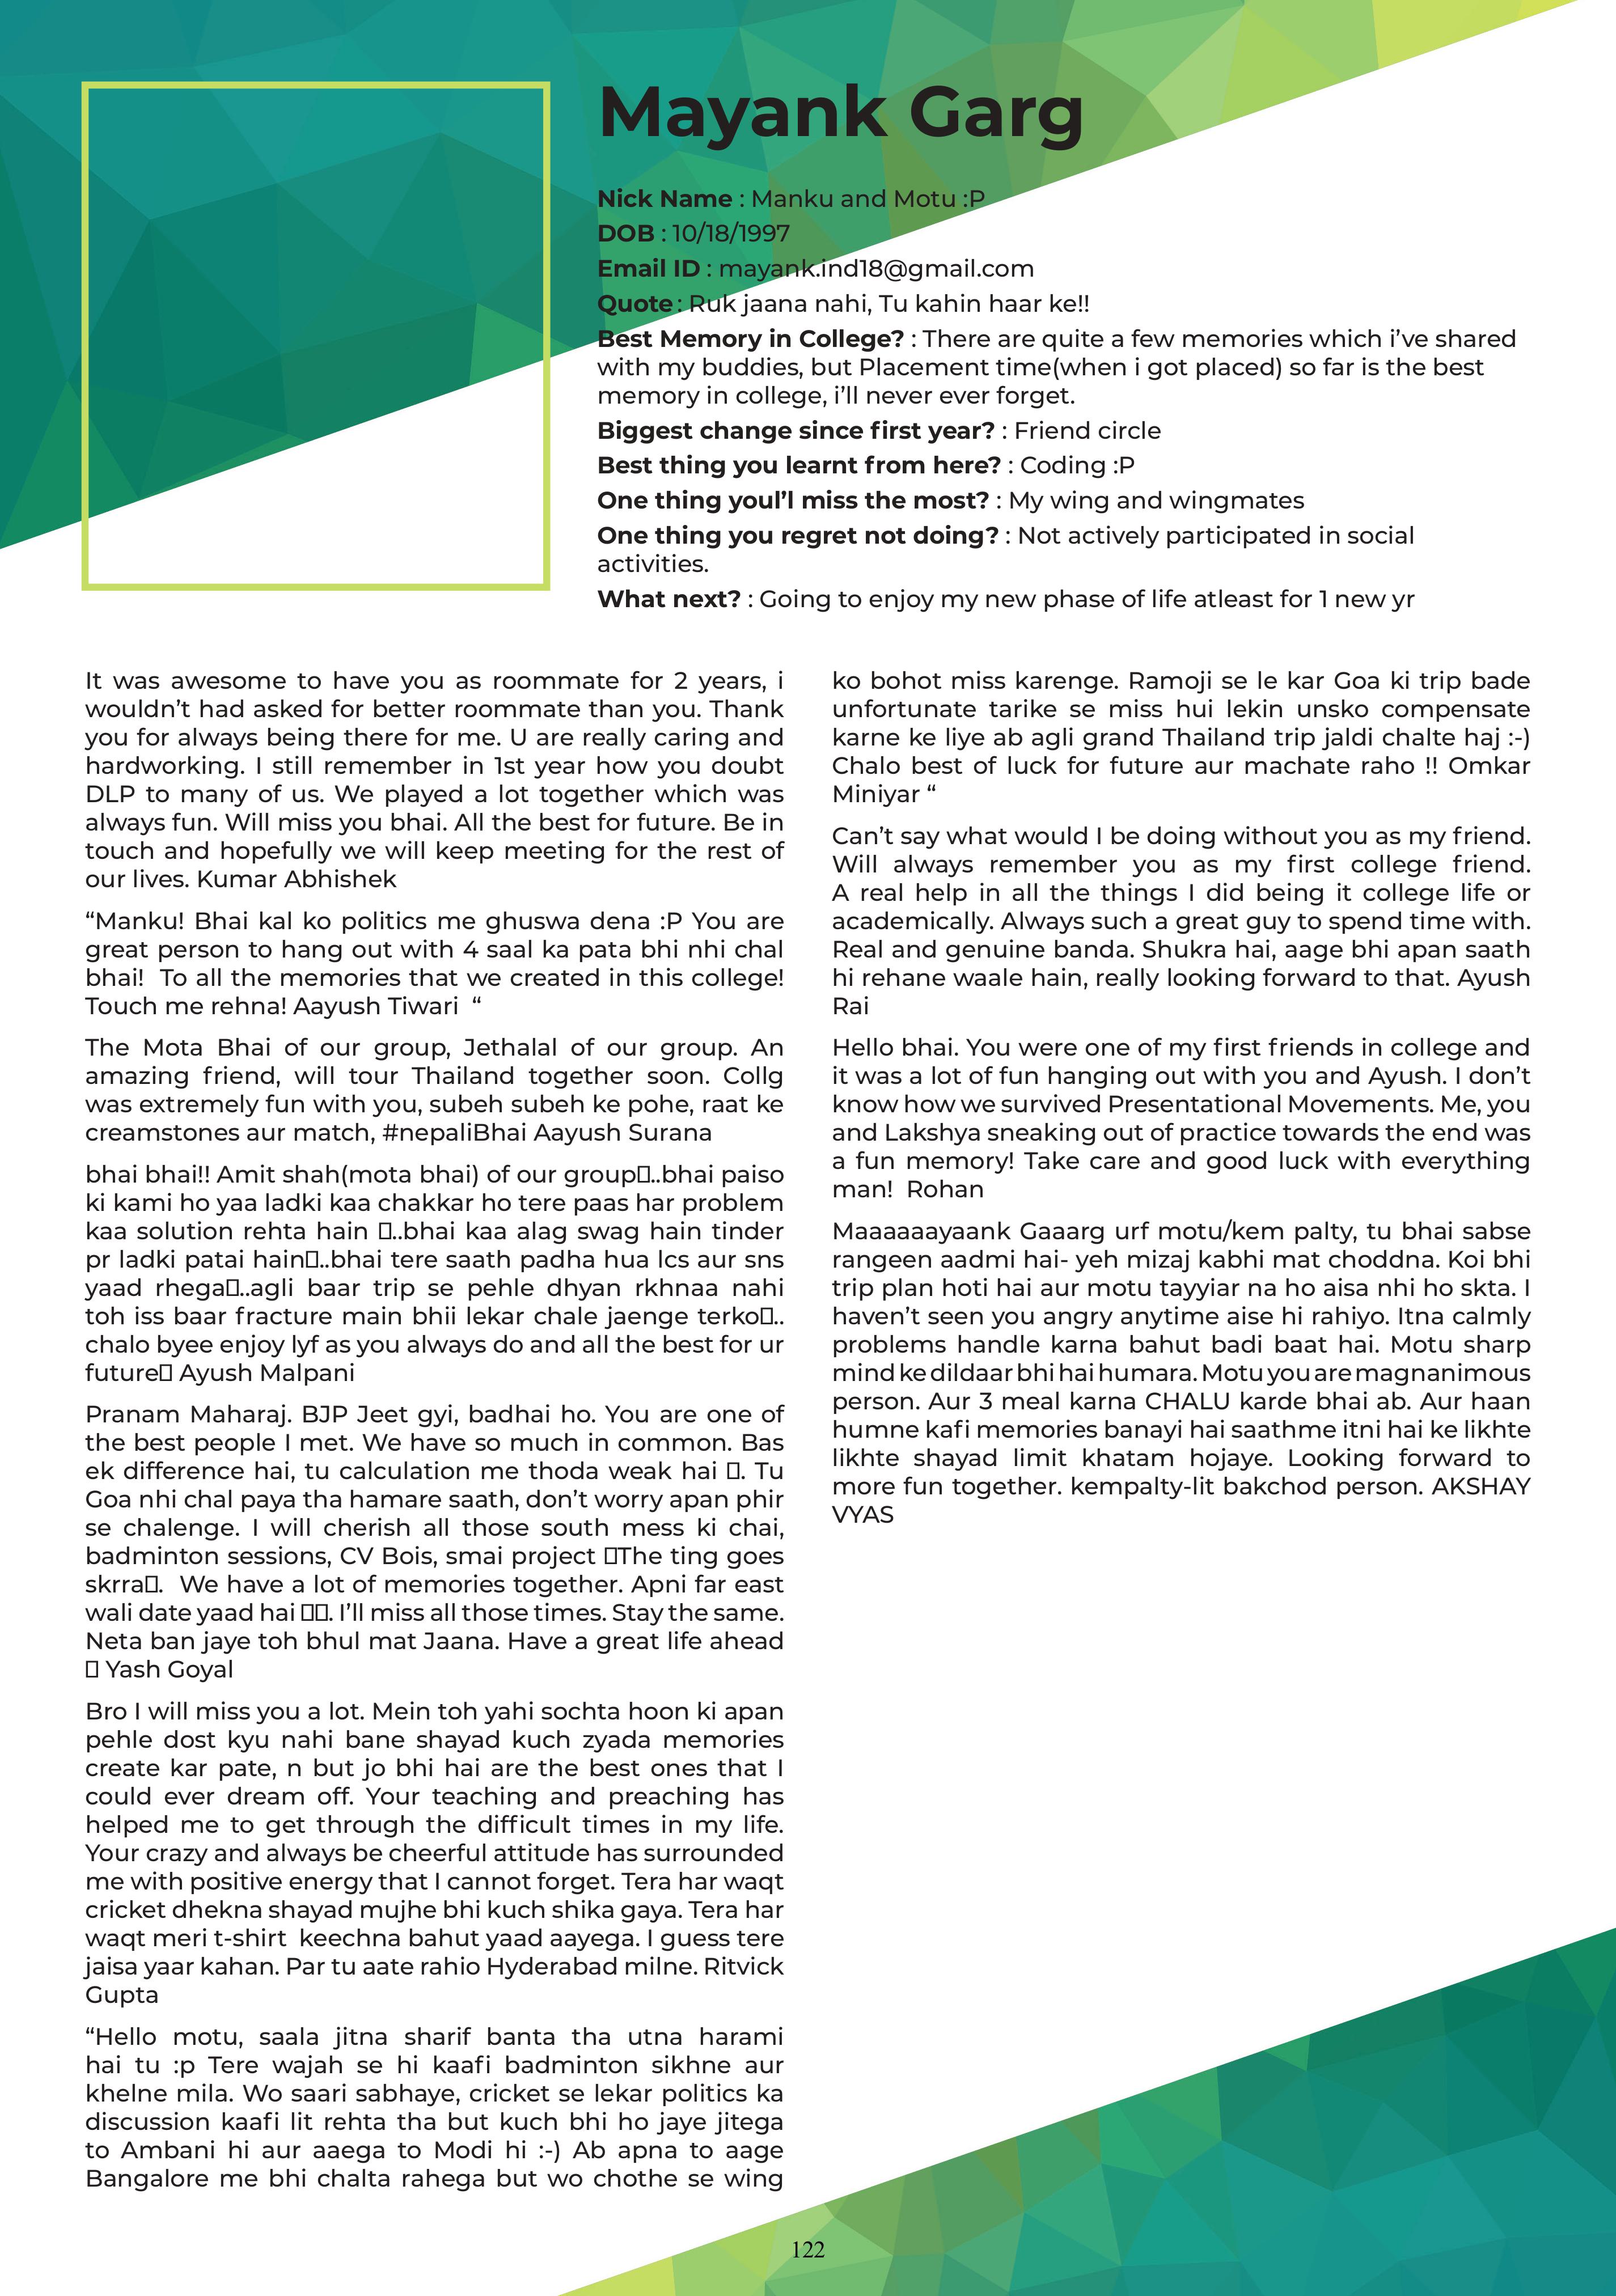 Mayank Garg
Nick Name : Manku and Motu :P
DOB : 10/18/1997
Email ID : mayank.ind18@gmail.com
Quote : Ruk jaana nahi, Tu kahin haar ke!!
Best Memory in College? : There are quite a few memories which i’ve shared
with my buddies, but Placement time(when i got placed) so far is the best
memory in college, i’ll never ever forget.
Biggest change since first year? : Friend circle
Best thing you learnt from here? : Coding :P
One thing youl’l miss the most? : My wing and wingmates
One thing you regret not doing? : Not actively participated in social
activities.
What next? : Going to enjoy my new phase of life atleast for 1 new yr
It was awesome to have you as roommate for 2 years, i
wouldn’t had asked for better roommate than you. Thank
you for always being there for me. U are really caring and
hardworking. I still remember in 1st year how you doubt
DLP to many of us. We played a lot together which was
always fun. Will miss you bhai. All the best for future. Be in
touch and hopefully we will keep meeting for the rest of
our lives. Kumar Abhishek
“Manku! Bhai kal ko politics me ghuswa dena :P You are
great person to hang out with 4 saal ka pata bhi nhi chal
bhai!  To all the memories that we created in this college!
Touch me rehna! Aayush Tiwari  “
The Mota Bhai of our group, Jethalal of our group. An
amazing friend, will tour Thailand together soon. Collg
was extremely fun with you, subeh subeh ke pohe, raat ke
creamstones aur match, #nepaliBhai Aayush Surana
bhai bhai!! Amit shah(mota bhai) of our group▯..bhai paiso
ki kami ho yaa ladki kaa chakkar ho tere paas har problem
kaa solution rehta hain ▯..bhai kaa alag swag hain tinder
pr ladki patai hain▯..bhai tere saath padha hua lcs aur sns
yaad rhega▯..agli baar trip se pehle dhyan rkhnaa nahi
toh iss baar fracture main bhii lekar chale jaenge terko▯..
chalo byee enjoy lyf as you always do and all the best for ur
future▯ Ayush Malpani
Pranam Maharaj. BJP Jeet gyi, badhai ho. You are one of
the best people I met. We have so much in common. Bas
ek difference hai, tu calculation me thoda weak hai ▯. Tu
Goa nhi chal paya tha hamare saath, don’t worry apan phir
se chalenge. I will cherish all those south mess ki chai,
badminton sessions, CV Bois, smai project ▯The ting goes
skrra▯.  We have a lot of memories together. Apni far east
wali date yaad hai ▯▯. I’ll miss all those times. Stay the same.
Neta ban jaye toh bhul mat Jaana. Have a great life ahead
▯ Yash Goyal
Bro I will miss you a lot. Mein toh yahi sochta hoon ki apan
pehle dost kyu nahi bane shayad kuch zyada memories
create kar pate, n but jo bhi hai are the best ones that I
could ever dream off. Your teaching and preaching has
helped me to get through the difficult times in my life.
Your crazy and always be cheerful attitude has surrounded
me with positive energy that I cannot forget. Tera har waqt
cricket dhekna shayad mujhe bhi kuch shika gaya. Tera har
waqt meri t-shirt  keechna bahut yaad aayega. I guess tere
jaisa yaar kahan. Par tu aate rahio Hyderabad milne. Ritvick
Gupta
“Hello motu, saala jitna sharif banta tha utna harami
hai tu :p Tere wajah se hi kaafi badminton sikhne aur
khelne mila. Wo saari sabhaye, cricket se lekar politics ka
discussion kaafi lit rehta tha but kuch bhi ho jaye jitega
to Ambani hi aur aaega to Modi hi :-) Ab apna to aage
Bangalore me bhi chalta rahega but wo chothe se wing
ko bohot miss karenge. Ramoji se le kar Goa ki trip bade
unfortunate tarike se miss hui lekin unsko compensate
karne ke liye ab agli grand Thailand trip jaldi chalte haj :-)
Chalo best of luck for future aur machate raho !! Omkar
Miniyar “
Can’t say what would I be doing without you as my friend.
Will always remember you as my first college friend.
A real help in all the things I did being it college life or
academically. Always such a great guy to spend time with.
Real and genuine banda. Shukra hai, aage bhi apan saath
hi rehane waale hain, really looking forward to that. Ayush
Rai
Hello bhai. You were one of my first friends in college and
it was a lot of fun hanging out with you and Ayush. I don’t
know how we survived Presentational Movements. Me, you
and Lakshya sneaking out of practice towards the end was
a fun memory! Take care and good luck with everything
man!  Rohan
Maaaaaayaank Gaaarg urf motu/kem palty, tu bhai sabse
rangeen aadmi hai- yeh mizaj kabhi mat choddna. Koi bhi
trip plan hoti hai aur motu tayyiar na ho aisa nhi ho skta. I
haven’t seen you angry anytime aise hi rahiyo. Itna calmly
problems handle karna bahut badi baat hai. Motu sharp
mind ke dildaar bhi hai humara. Motu you are magnanimous
person. Aur 3 meal karna CHALU karde bhai ab. Aur haan
humne kafi memories banayi hai saathme itni hai ke likhte
likhte shayad limit khatam hojaye. Looking forward to
more fun together. kempalty-lit bakchod person. AKSHAY
VYAS
122